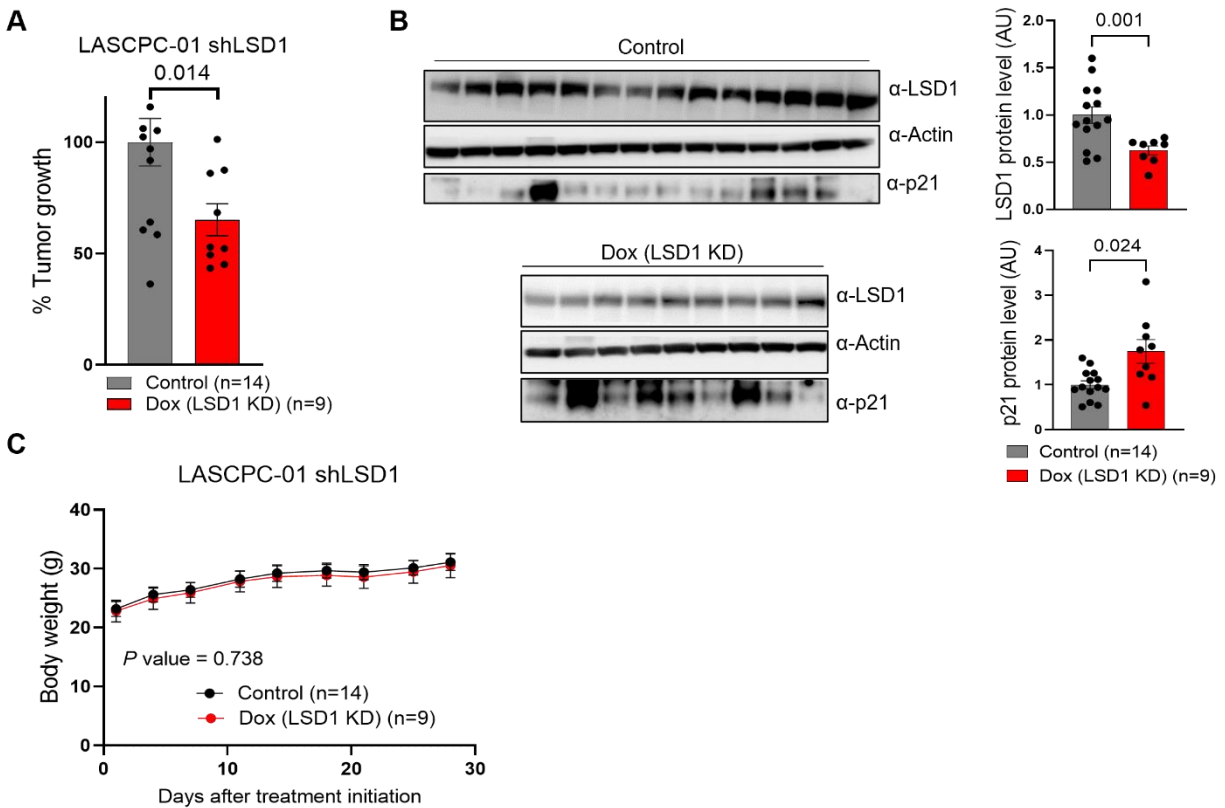 A
LASCPC-01 shLSD1
0.014
% Tumor growth
100
50
0
Control (n=14)
Dox (LSD1 KD) (n=9)
B
Control
α-LSD1
α-Actin
α-p21
Dox (LSD1 KD)
α-LSD1
α-Actin
α-p21
LSD1 protein level (AU)
2.0
1.5
1.0
0.5
0.0
0.001
p21 protein level (AU)
4
3
2
1
0
0.024
Control (n=14)
Dox (LSD1 KD) (n=9)
C
LASCPC-01 shLSD1
Body weight (g)
40
30
20
10
0
P value = 0.738
Control (n=14)
Dox (LSD1 KD) (n=9)
0 10 20 30
Days after treatment initiation